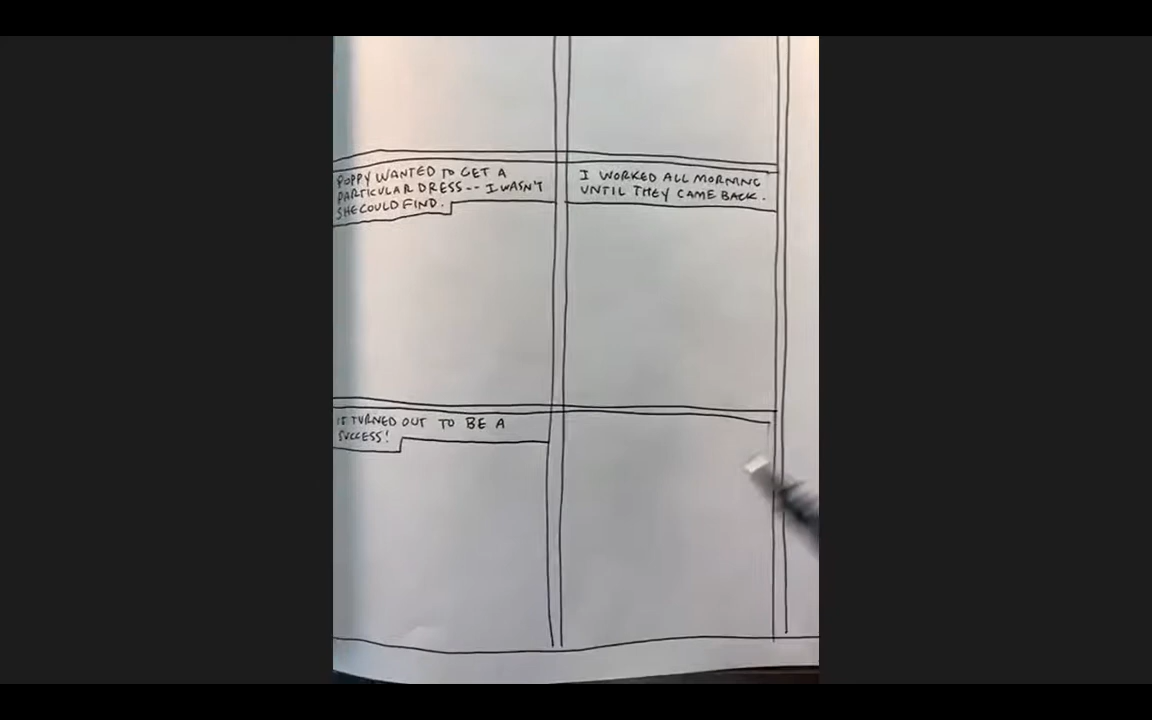 POPPY WANTED TO GET A
PARTICULAR DRESS -- I WASN'T
SHE COULD FIND.
I WORKED ALL MORNING
UNTIL THEY CAME BACK.
IT TURNED OUT TO BE A
SUCCESS!